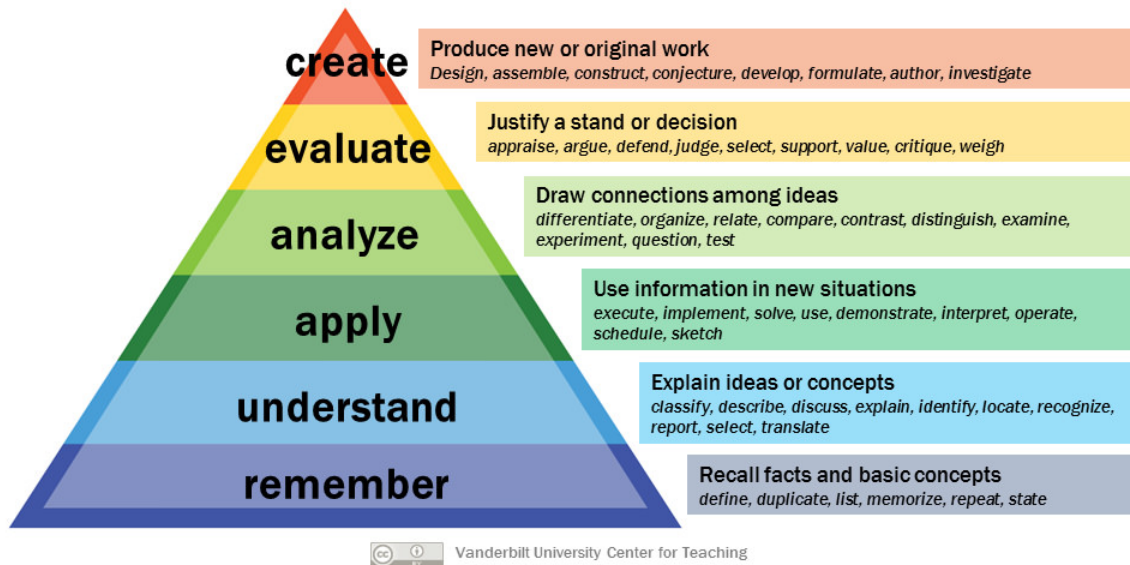 create
Produce new or original work
Design, assemble, construct, conjecture, develop, formulate, author, investigate
evaluate
Justify a stand or decision
appraise, argue, defend, judge, select, support, value, critique, weigh
analyze
Draw connections among ideas
differentiate, organize, relate, compare, contrast, distinguish, examine,
experiment, question, test
apply
Use information in new situations
execute, implement, solve, use, demonstrate, interpret, operate,
schedule, sketch
understand
Explain ideas or concepts
classify, describe, discuss, explain, identify, locate, recognize,
report, select, translate
remember
Recall facts and basic concepts
define, duplicate, list, memorize, repeat, state
cc
Vanderbilt University Center for Teaching